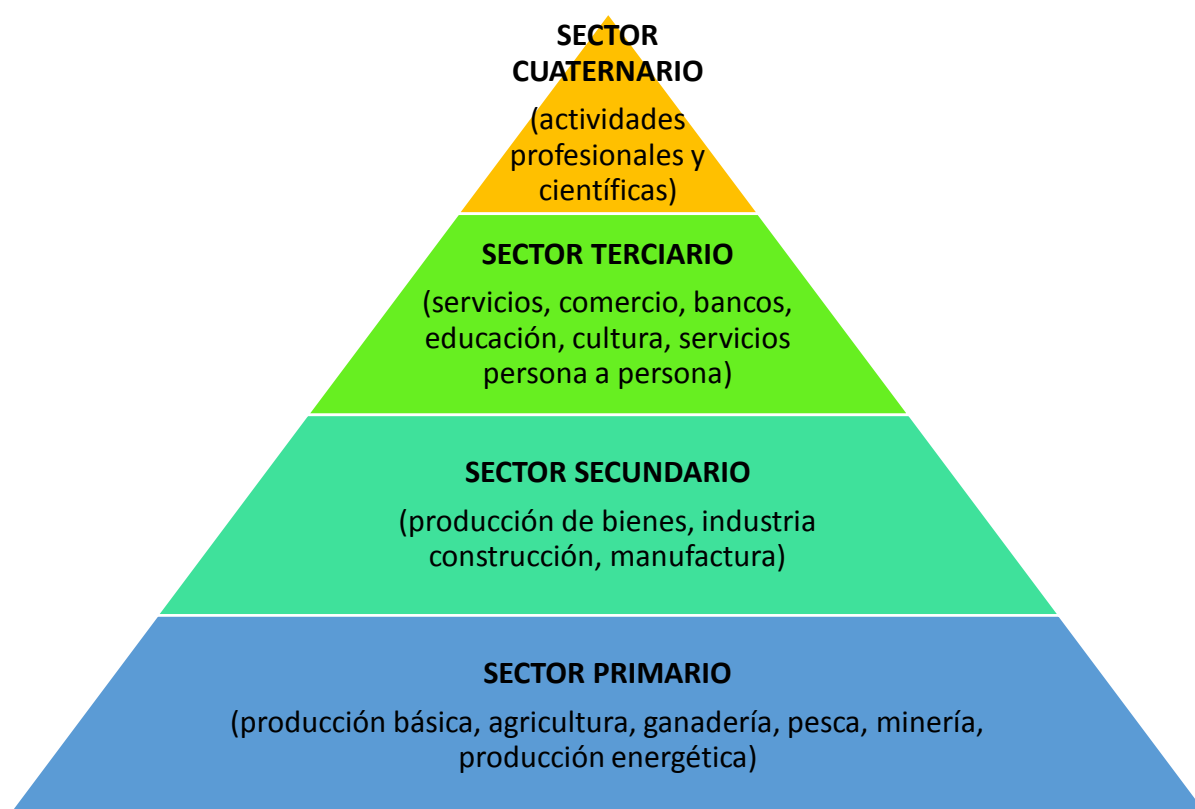 SECTOR
CUATERNARIO
(actividades
profesionales y
científicas)
SECTOR TERCIARIO
(servicios, comercio, bancos,
educación, cultura, servicios
persona a persona)
SECTOR SECUNDARIO
(producción de bienes, industria
construcción, manufactura)
SECTOR PRIMARIO
(producción básica, agricultura, ganadería, pesca, minería,
producción energética)